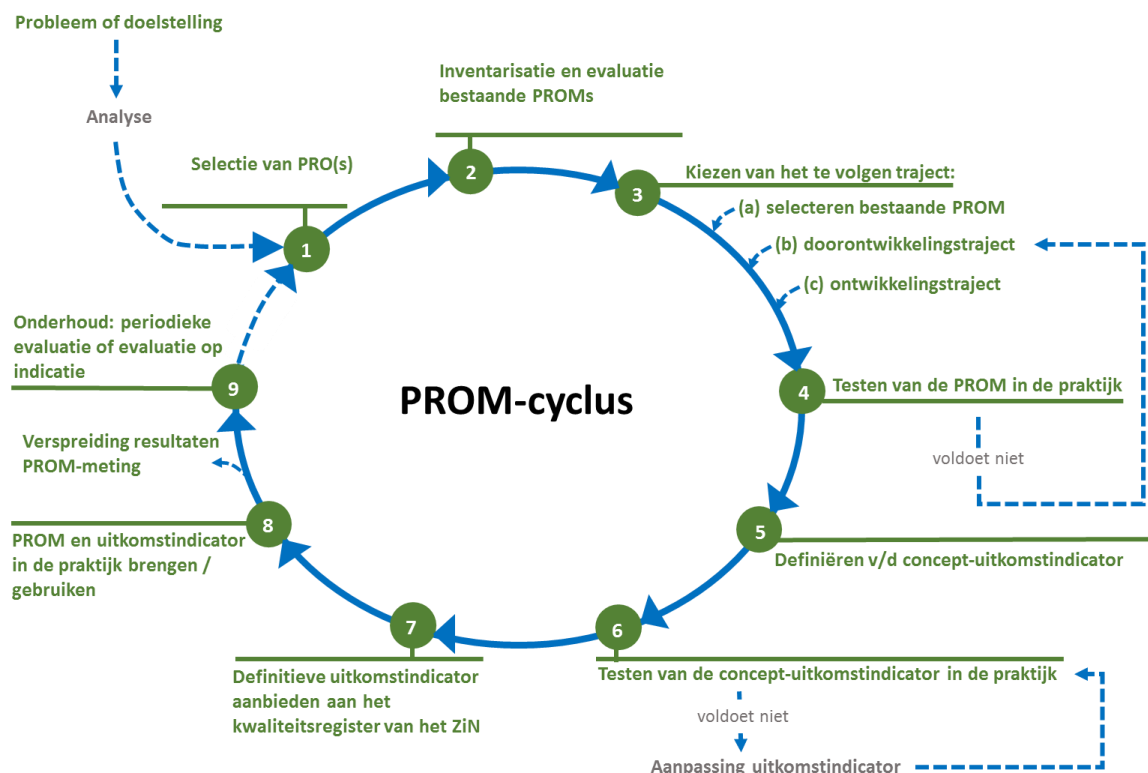 Probleem of doelstelling
Analyse
Selectie van PRO(s)
1
Inventarisatie en evaluatie
bestaande PROMs
2
3
Kiezen van het te volgen traject:
(a) selecteren bestaande PROM
(b) doorontwikkelingstraject
(c) ontwikkelingstraject
4
Testen van de PROM in de praktijk
voldoet niet
5
Definiëren v/d concept-uitkomstindicator
6
Testen van de concept-uitkomstindicator in de praktijk
voldoet niet
Aanpassing uitkomstindicator
7
Definitieve uitkomstindicator
aanbieden aan het
kwaliteitsregister van het ZiN
8
PROM en uitkomstindicator
in de praktijk brengen /
gebruiken
Verspreiding resultaten
PROM-meting
9
Onderhoud: periodieke
evaluatie of evaluatie op
indicatie
PROM-cyclus